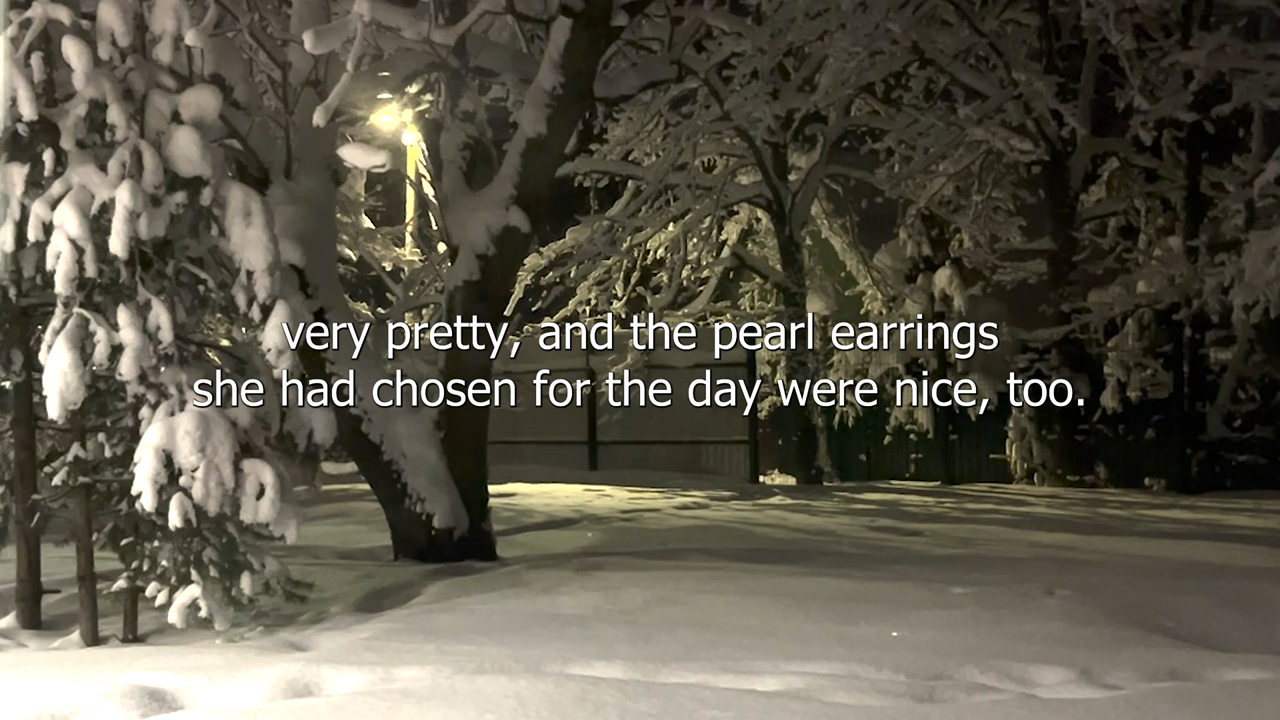 very pretty, and the pearl earrings
she had chosen for the day were nice, too.